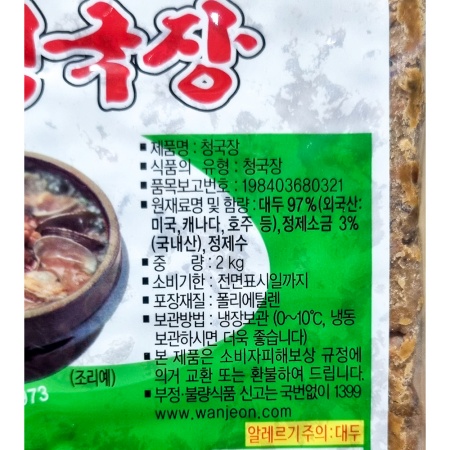 국장
■ 제품명 : 청국장
■ 식품의 유형 : 청국장
■ 품목보고번호 : 198403680321
■ 원재료명 및 함량 : 대두 97%(외국산:
미국, 캐나다, 호주 등), 정제소금 3%
(국내산), 정제수
■ 중 량 : 2 kg
■ 소비기한 : 전면표시일까지
■ 포장재질 : 폴리에틸렌
■ 보관방법 : 냉장보관 (0~10℃, 냉동
보관하시면 더욱 좋습니다)
■ 본 제품은 소비자피해보상 규정에
의거 교환 또는 환불하여 드립니다.
■ 부정·불량식품 신고는 국번없이 1399
www.wanjeon.com
(조리예)
973
알레르기주의 : 대두